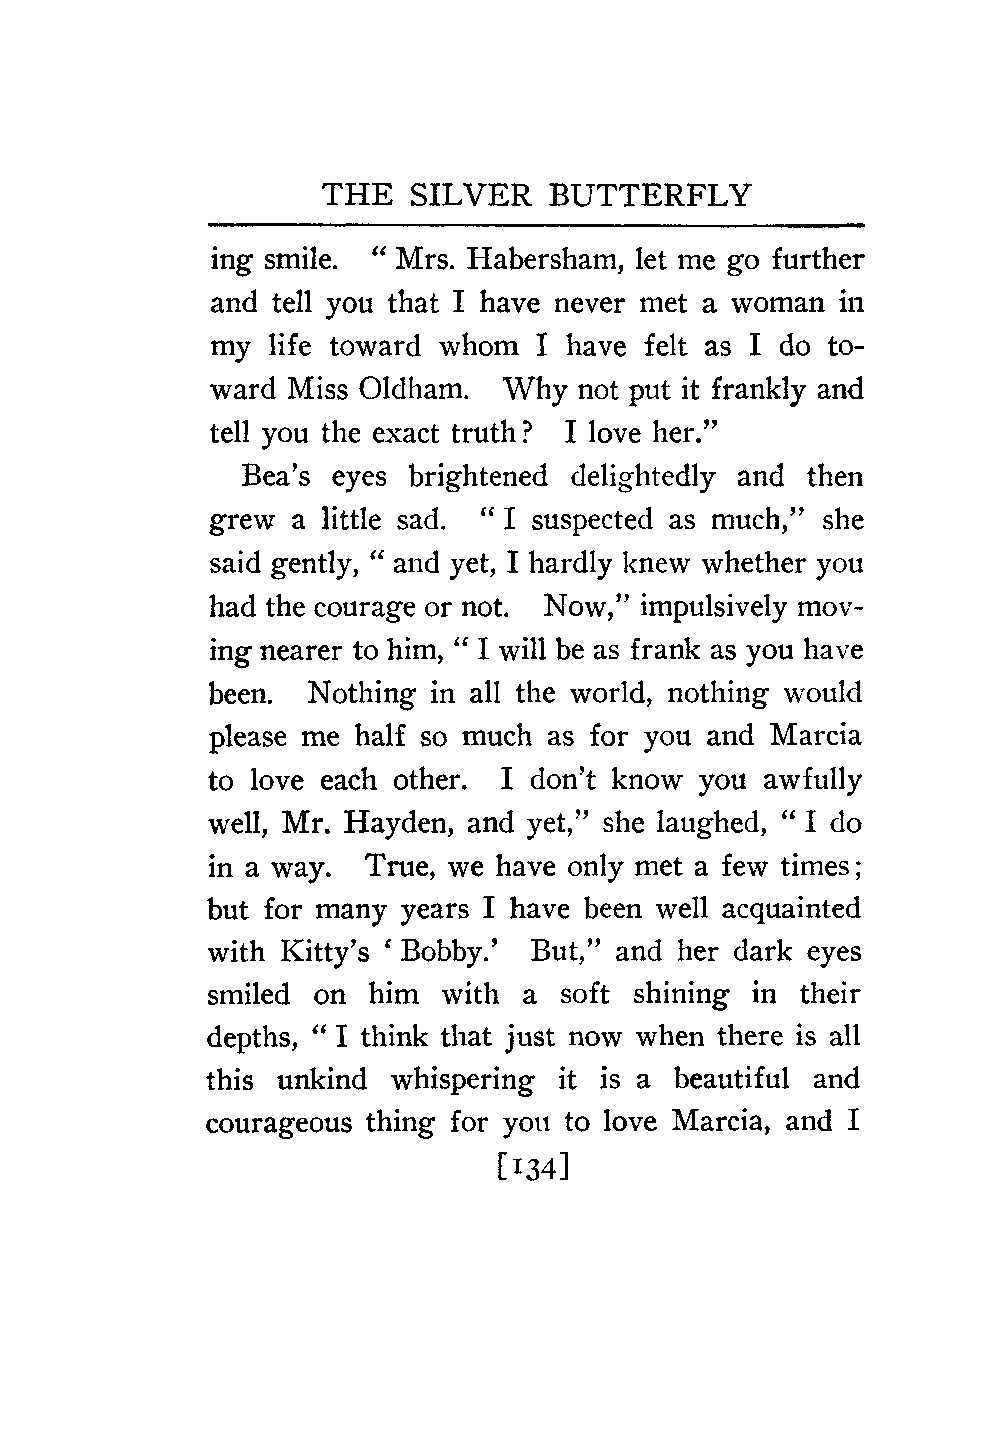 THE SILVER BUTTERFLY
ing smile. “ Mrs. Habersham, let me go further
and tell you that I have never met a woman in
my life toward whom I have felt as I do to-
ward Miss Oldham. Why not put it frankly and
tell you the exact truth? I love her.”
Bea’s eyes brightened delightedly and then
grew a little sad. “ I suspected as much,” she
said gently, “ and yet, I hardly knew whether you
had the courage or not. Now,” impulsively mov-
ing nearer to him, “ I will be as frank as you have
been. Nothing in all the world, nothing would
please me half so much as for you and Marcia
to love each other. I don’t know you awfully
well, Mr. Hayden, and yet,” she laughed, “ I do
in a way. True, we have only met a few times;
but for many years I have been well acquainted
with Kitty’s ‘ Bobby.’ But,” and her dark eyes
smiled on him with a soft shining in their
depths, “ I think that just now when there is all
this unkind whispering it is a beautiful and
courageous thing for you to love Marcia, and I
[134]